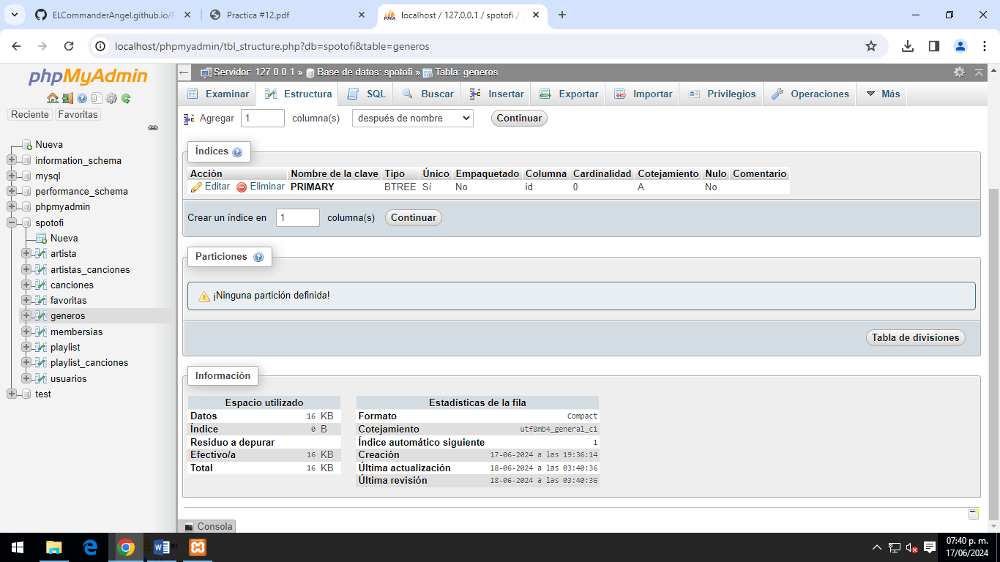 ELCommanderAngel.github.io/P
Practica #12.pdf
localhost / 127.0.0.1 / spotofi /
localhost/phpmyadmin/tbl_structure.php?db=spotofi&table=generos
phpMyAdmin
Reciente Favoritas
Nueva
information_schema
mysql
performance_schema
phpmyadmin
spotofi
Nueva
artista
artistas_canciones
canciones
favoritas
generos
membersias
playlist
playlist_canciones
usuarios
test
Servidor: 127.0.0.1 » Base de datos: spotofi » Tabla: generos
Examinar Estructura SQL Buscar Insertar Exportar Importar Privilegios Operaciones Más
Agregar 1 columna(s) después de nombre Continuar
Índices
Acción Nombre de la clave Tipo Único Empaquetado Columna Cardinalidad Cotejamiento Nulo Comentario
Editar Eliminar PRIMARY BTREE Sí No id 0 A No
Crear un índice en 1 columna(s) Continuar
Particiones
¡Ninguna partición definida!
Tabla de divisiones
Información
Espacio utilizado
Datos 16 KB
Índice 0 B
Residuo a depurar
Efectivo/a 16 KB
Total 16 KB
Estadísticas de la fila
Formato Compact
Cotejamiento utf8mb4_general_ci
Índice automático siguiente 1
Creación 17-06-2024 a las 19:36:14
Última actualización 18-06-2024 a las 03:40:36
Última revisión 18-06-2024 a las 03:40:36
Consola
07:40 p. m.
17/06/2024